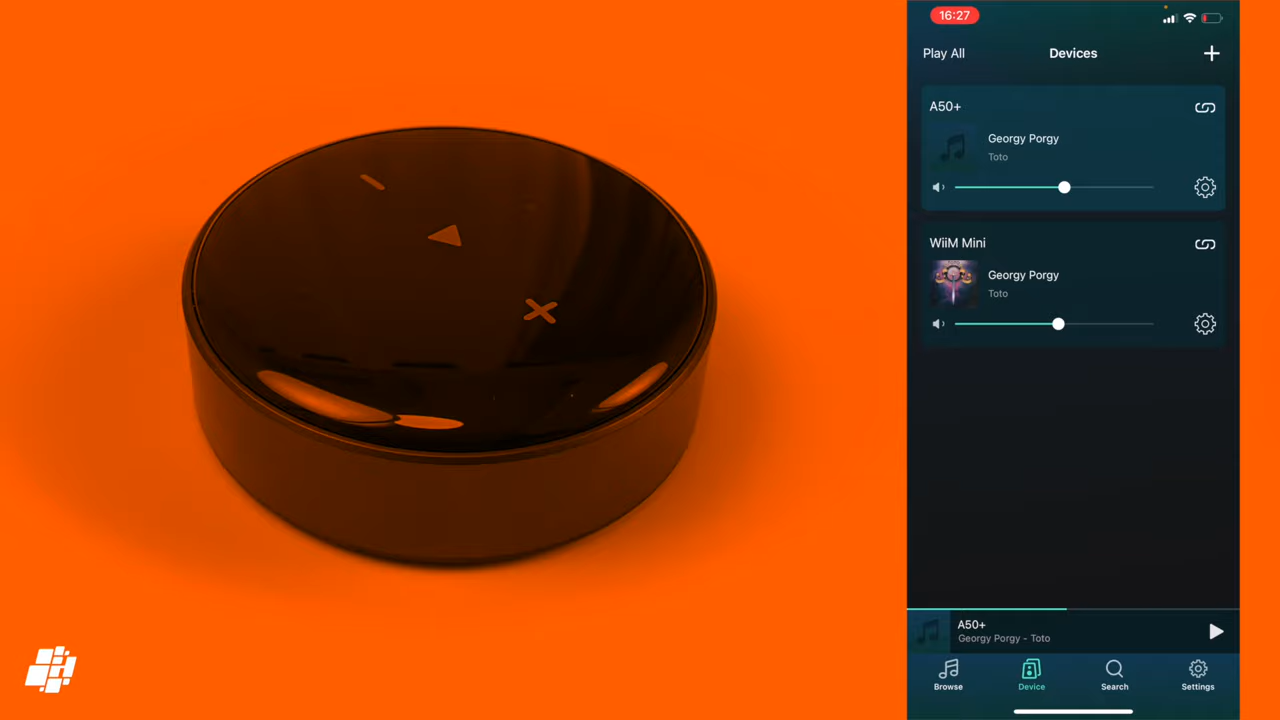 16:27
Play All
Devices
A50+
Georgy Porgy
Toto
WiiM Mini
Georgy Porgy
Toto
A50+
Georgy Porgy - Toto
Browse
Device
Search
Settings